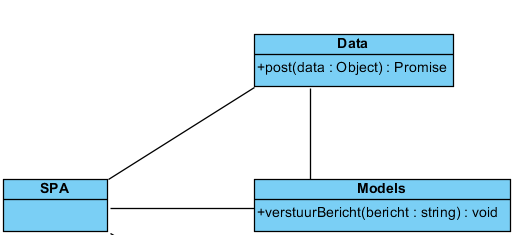 Data
+post(data : Object) : Promise
SPA
Models
+verstuurBericht(bericht : string) : void